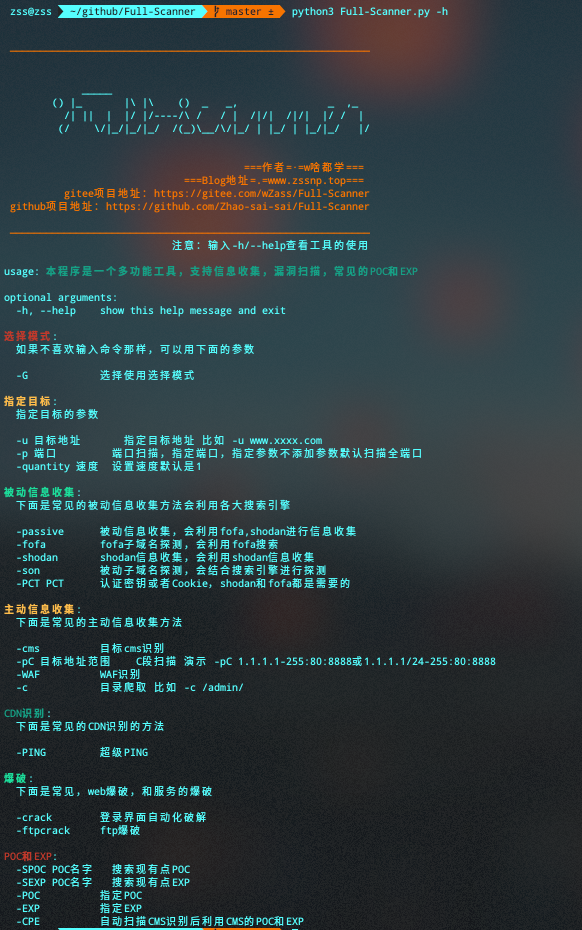 zss@zss ~/github/Full-Scanner master ± python3 Full-Scanner.py -h
===作者=-=w啥都学===
===Blog地址=.=www.zssnp.top===
gitee项目地址: https://gitee.com/wZass/Full-Scanner
github项目地址: https://github.com/Zhao-sai-sai/Full-Scanner
注意: 输入-h/--help查看工具的使用
usage: 本程序是一个多功能工具, 支持信息收集, 漏洞扫描, 常见的POC和EXP
optional arguments:
-h, --help show this help message and exit
选择模式:
如果不喜欢输入命令那样, 可以用下面的参数
-G 选择使用选择模式
指定目标:
指定目标的参数
-u 目标地址 指定目标地址 比如 -u www.xxxx.com
-p 端口 端口扫描, 指定端口, 指定参数不添加参数默认扫描全端口
-quantity 速度 设置速度默认是1
被动信息收集:
下面是常见的被动信息收集方法会利用各大搜索引擎
-passive 被动信息收集, 会利用fofa,shodan进行信息收集
-fofa fofa子域名探测, 会利用fofa搜索
-shodan shodan信息收集, 会利用shodan信息收集
-son 被动子域名探测, 会结合搜索引擎进行探测
-PCT PCT 认证密钥或者Cookie, shodan和fofa都是需要的
主动信息收集:
下面是常见的主动信息收集方法
-cms 目标cms识别
-pC 目标地址范围 C段扫描 演示 -pC 1.1.1.1-255:80:8888或1.1.1.1/24-255:80:8888
-WAF WAF识别
-c 目录爬取 比如 -c /admin/
CDN识别:
下面是常见的CDN识别的方法
-PING 超级PING
爆破:
下面是常见, web爆破, 和服务的爆破
-crack 登录界面自动化破解
-ftpcrack ftp爆破
POC和EXP:
-SPOC POC名字 搜索现有点POC
-SEXP POC名字 搜索现有点EXP
-POC 指定POC
-EXP 指定EXP
-CPE 自动扫描CMS识别后利用CMS的POC和EXP